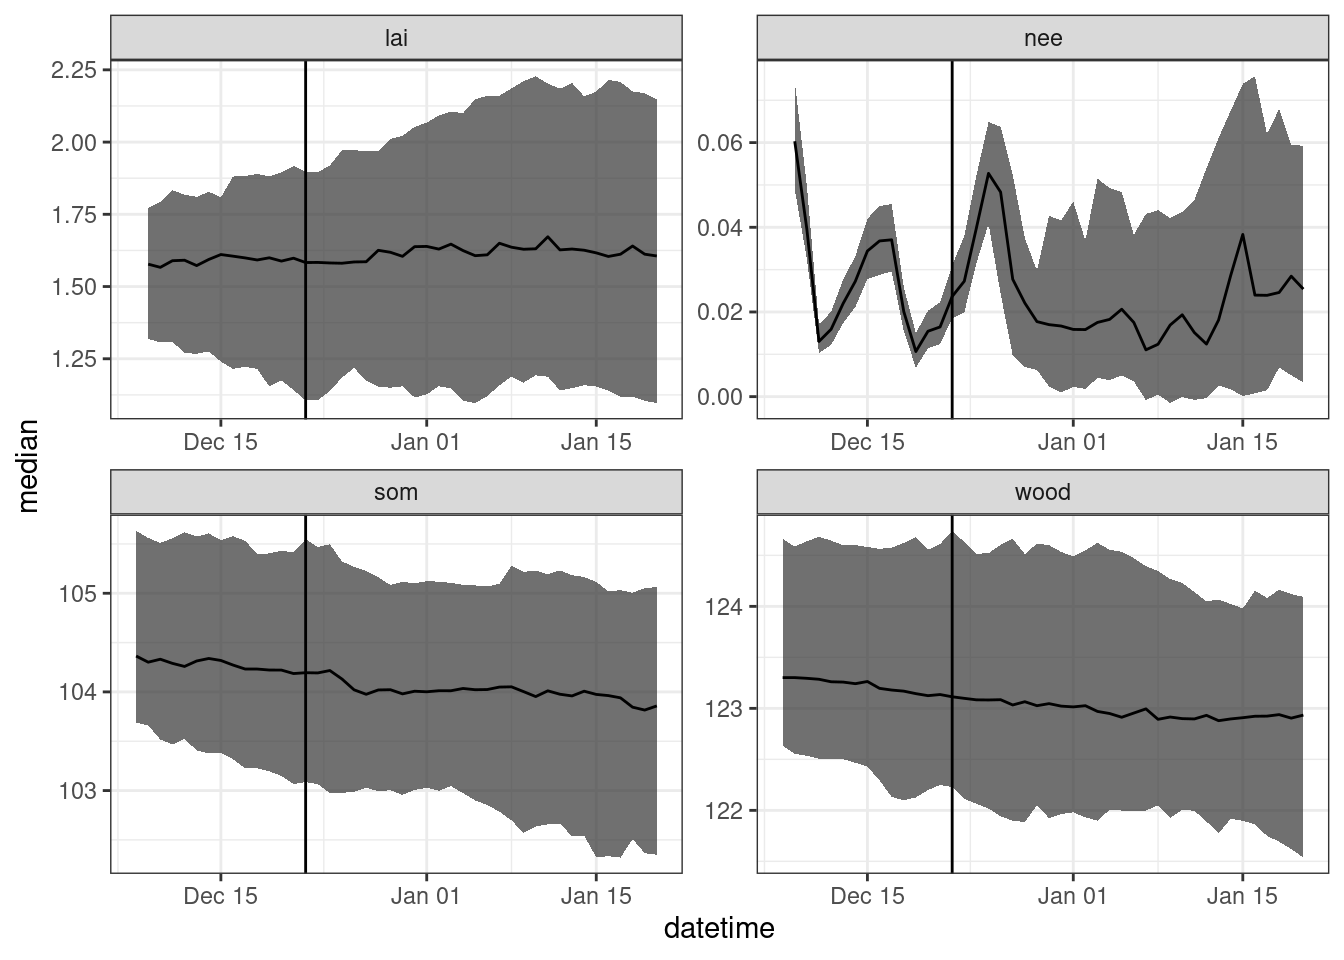 lai
nee
2.25
2.00
1.75
1.50
1.25
0.06
0.04
0.02
0.00
Dec 15 Jan 01 Jan 15
Dec 15 Jan 01 Jan 15
median
som
wood
105
104
103
124
123
122
Dec 15 Jan 01 Jan 15
Dec 15 Jan 01 Jan 15
datetime